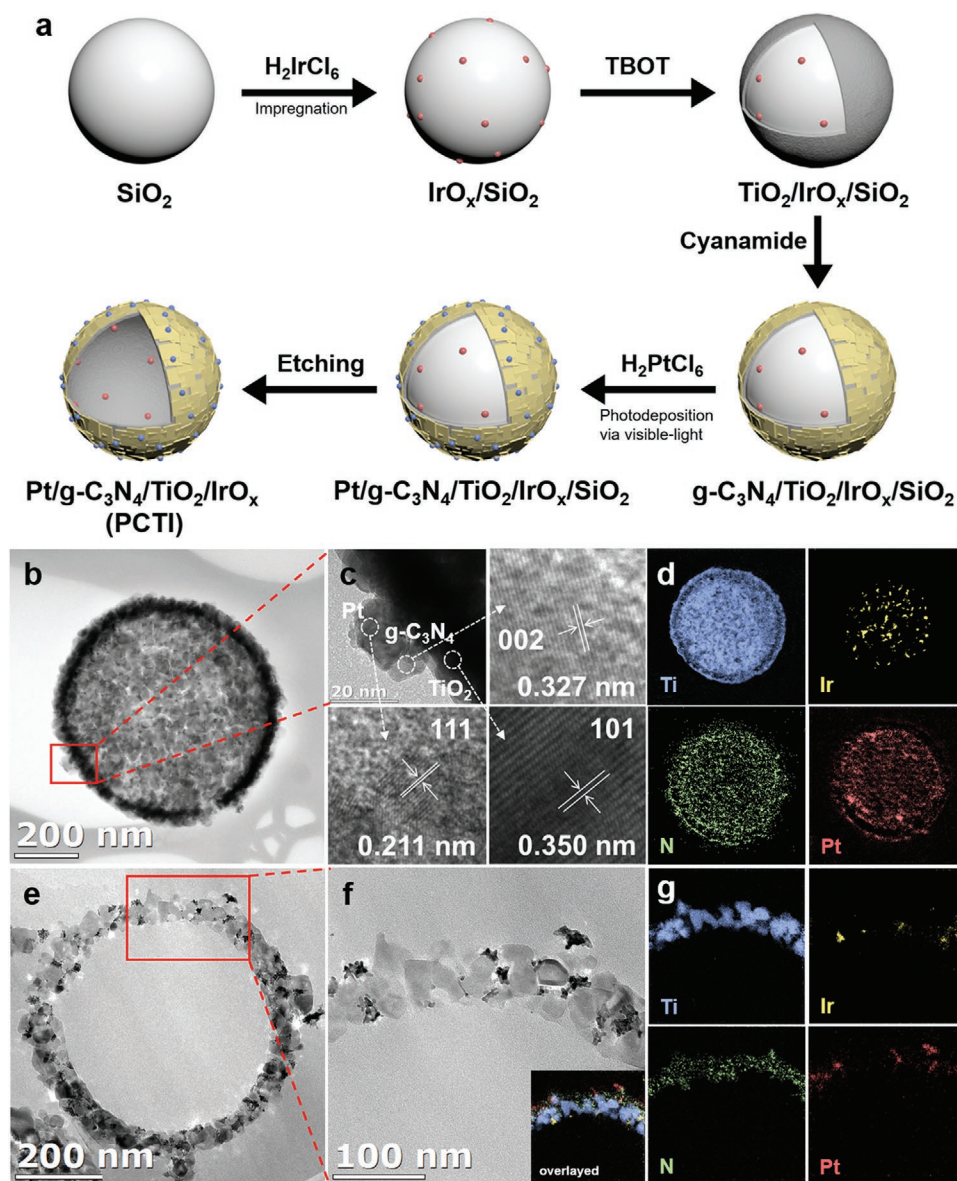 a
H₂IrCl₆
Impregnation
TBOT
SiO₂
IrOₓ/SiO₂
TiO₂/IrOₓ/SiO₂
Cyanamide
Etching
H₂PtCl₆
Photodeposition
via visible-light
Pt/g-C₃N₄/TiO₂/IrOₓ
(PCTI)
Pt/g-C₃N₄/TiO₂/IrOₓ/SiO₂
g-C₃N₄/TiO₂/IrOₓ/SiO₂
b
200 nm
c
Pt
g-C₃N₄
TiO₂
20 nm
002
0.327 nm
111
0.211 nm
101
0.350 nm
d
Ti
Ir
N
Pt
e
200 nm
f
100 nm
overlayed
g
Ti
Ir
N
Pt